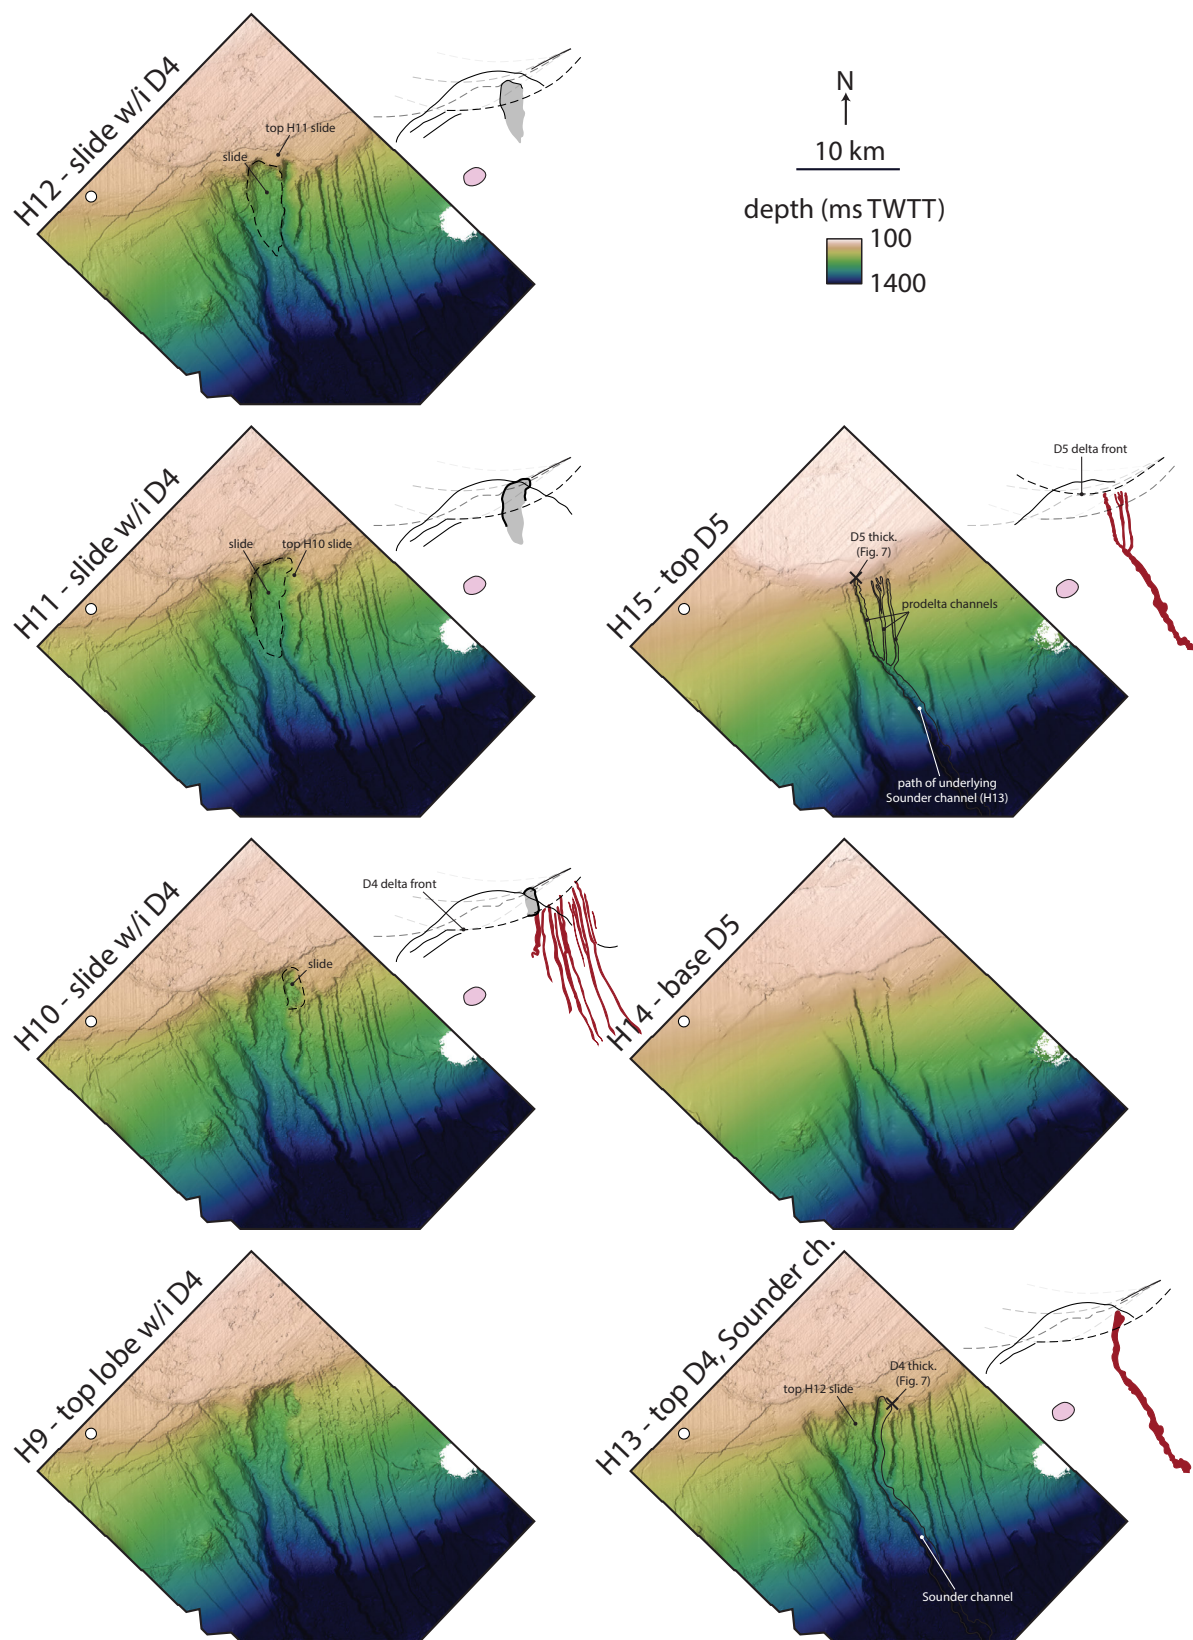 H12 - slide w/i D4
top H11 slide
slide
N
10 km
depth (ms TWTT)
100
1400
H11 - slide w/i D4
slide
top H10 slide
H15 - top D5
D5 delta front
D5 thick.
(Fig. 7)
prodelta channels
path of underlying
Sounder channel (H13)
H10 - slide w/i D4
D4 delta front
slide
H14 - base D5
H9 - top lobe w/i D4
H13 - top D4, Sounder ch.
D4 thick.
(Fig. 7)
top H12 slide
Sounder channel